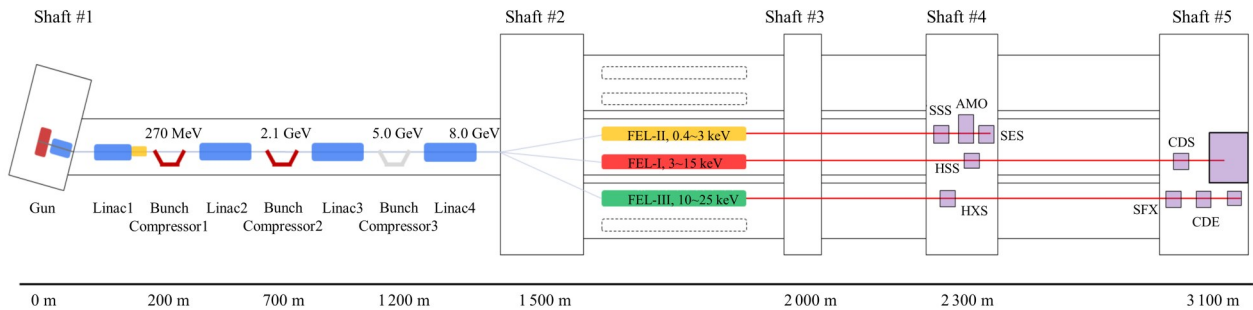 Shaft #1
Shaft #2
Shaft #3
Shaft #4
Shaft #5
270 MeV
2.1 GeV
5.0 GeV
8.0 GeV
FEL-II, 0.4~3 keV
FEL-I, 3~15 keV
FEL-III, 10~25 keV
SSS
AMO
SES
HSS
HXS
CDS
SFX
CDE
Gun
Linac1
Bunch
Compressor1
Linac2
Bunch
Compressor2
Linac3
Bunch
Compressor3
Linac4
0 m
200 m
700 m
1 200 m
1 500 m
2 000 m
2 300 m
3 100 m